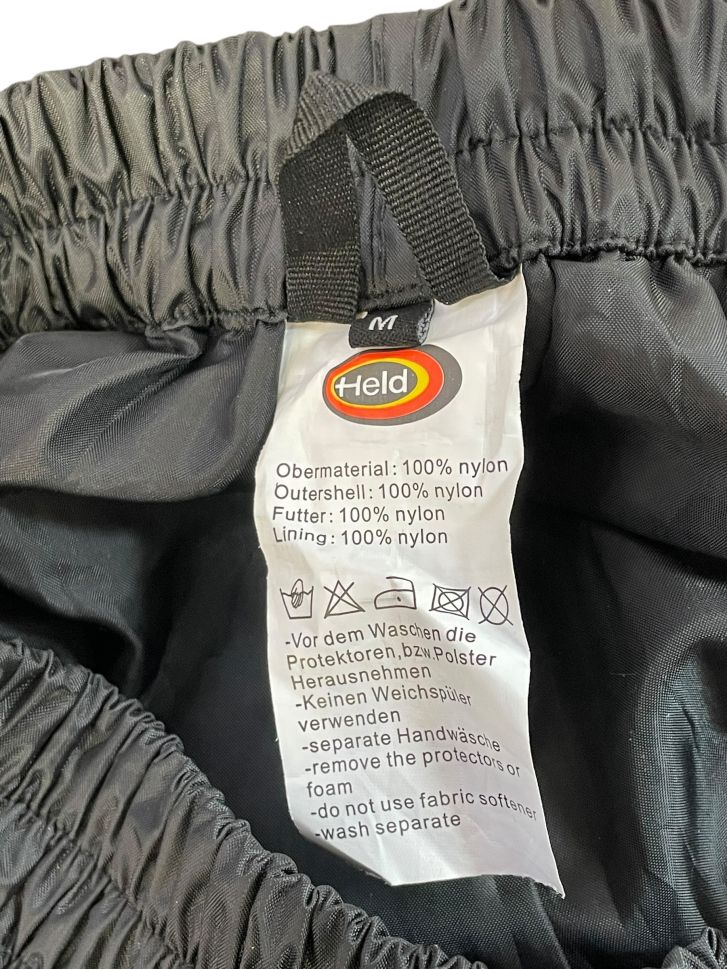 M
Held
Obermaterial: 100% nylon
Outershell: 100% nylon
Futter: 100% nylon
Lining: 100% nylon
-Vor dem Waschen die
Protektoren,bzw.Polster
Herausnehmen
-Keinen Weichspüler
verwenden
-separate Handwäsche
-remove the protectors or
foam
-do not use fabric softener
-wash separate